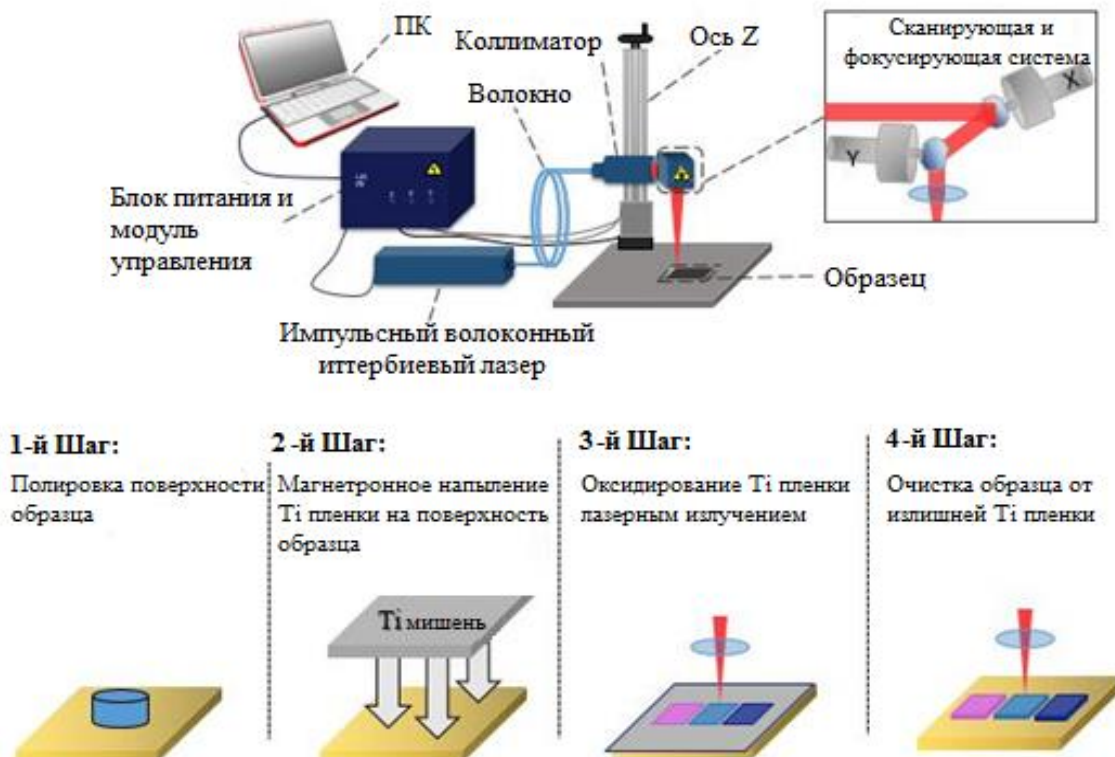 ПК
Коллиматор
Волокно
Ось Z
Сканирующая и
фокусирующая система
X
Y
Блок питания и
модуль
управления
Образец
Импульсный волоконный
иттербиевый лазер
1-й Шаг:
Полировка поверхности
образца
2 -й Шаг:
Магнетронное напыление
Ti пленки на поверхность
образца
Ti мишень
3 -й Шаг:
Оксидирование Ti пленки
лазерным излучением
4-й Шаг:
Очистка образца от
излишней Ti пленки